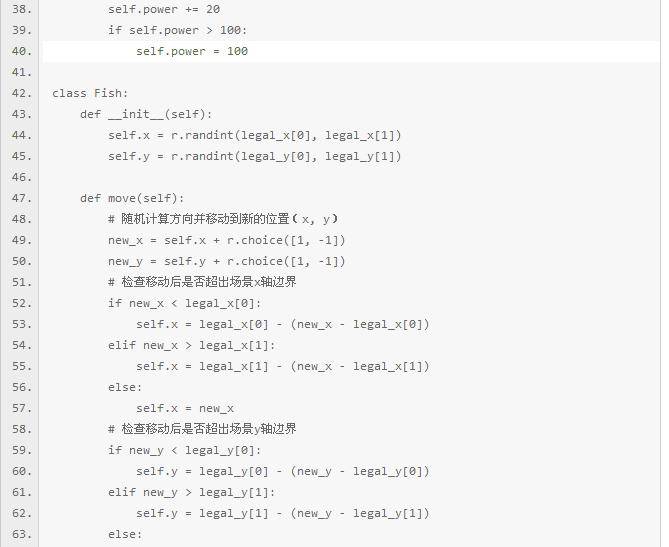 38.         self.power += 20
39.         if self.power > 100:
40.             self.power = 100
41.
42. class Fish:
43.     def __init__(self):
44.         self.x = r.randint(legal_x[0], legal_x[1])
45.         self.y = r.randint(legal_y[0], legal_y[1])
46.
47.     def move(self):
48.         # 随机计算方向并移动到新的位置（x, y）
49.         new_x = self.x + r.choice([1, -1])
50.         new_y = self.y + r.choice([1, -1])
51.         # 检查移动后是否超出场景x轴边界
52.         if new_x < legal_x[0]:
53.             self.x = legal_x[0] - (new_x - legal_x[0])
54.         elif new_x > legal_x[1]:
55.             self.x = legal_x[1] - (new_x - legal_x[1])
56.         else:
57.             self.x = new_x
58.         # 检查移动后是否超出场景y轴边界
59.         if new_y < legal_y[0]:
60.             self.y = legal_y[0] - (new_y - legal_y[0])
61.         elif new_y > legal_y[1]:
62.             self.y = legal_y[1] - (new_y - legal_y[1])
63.         else: